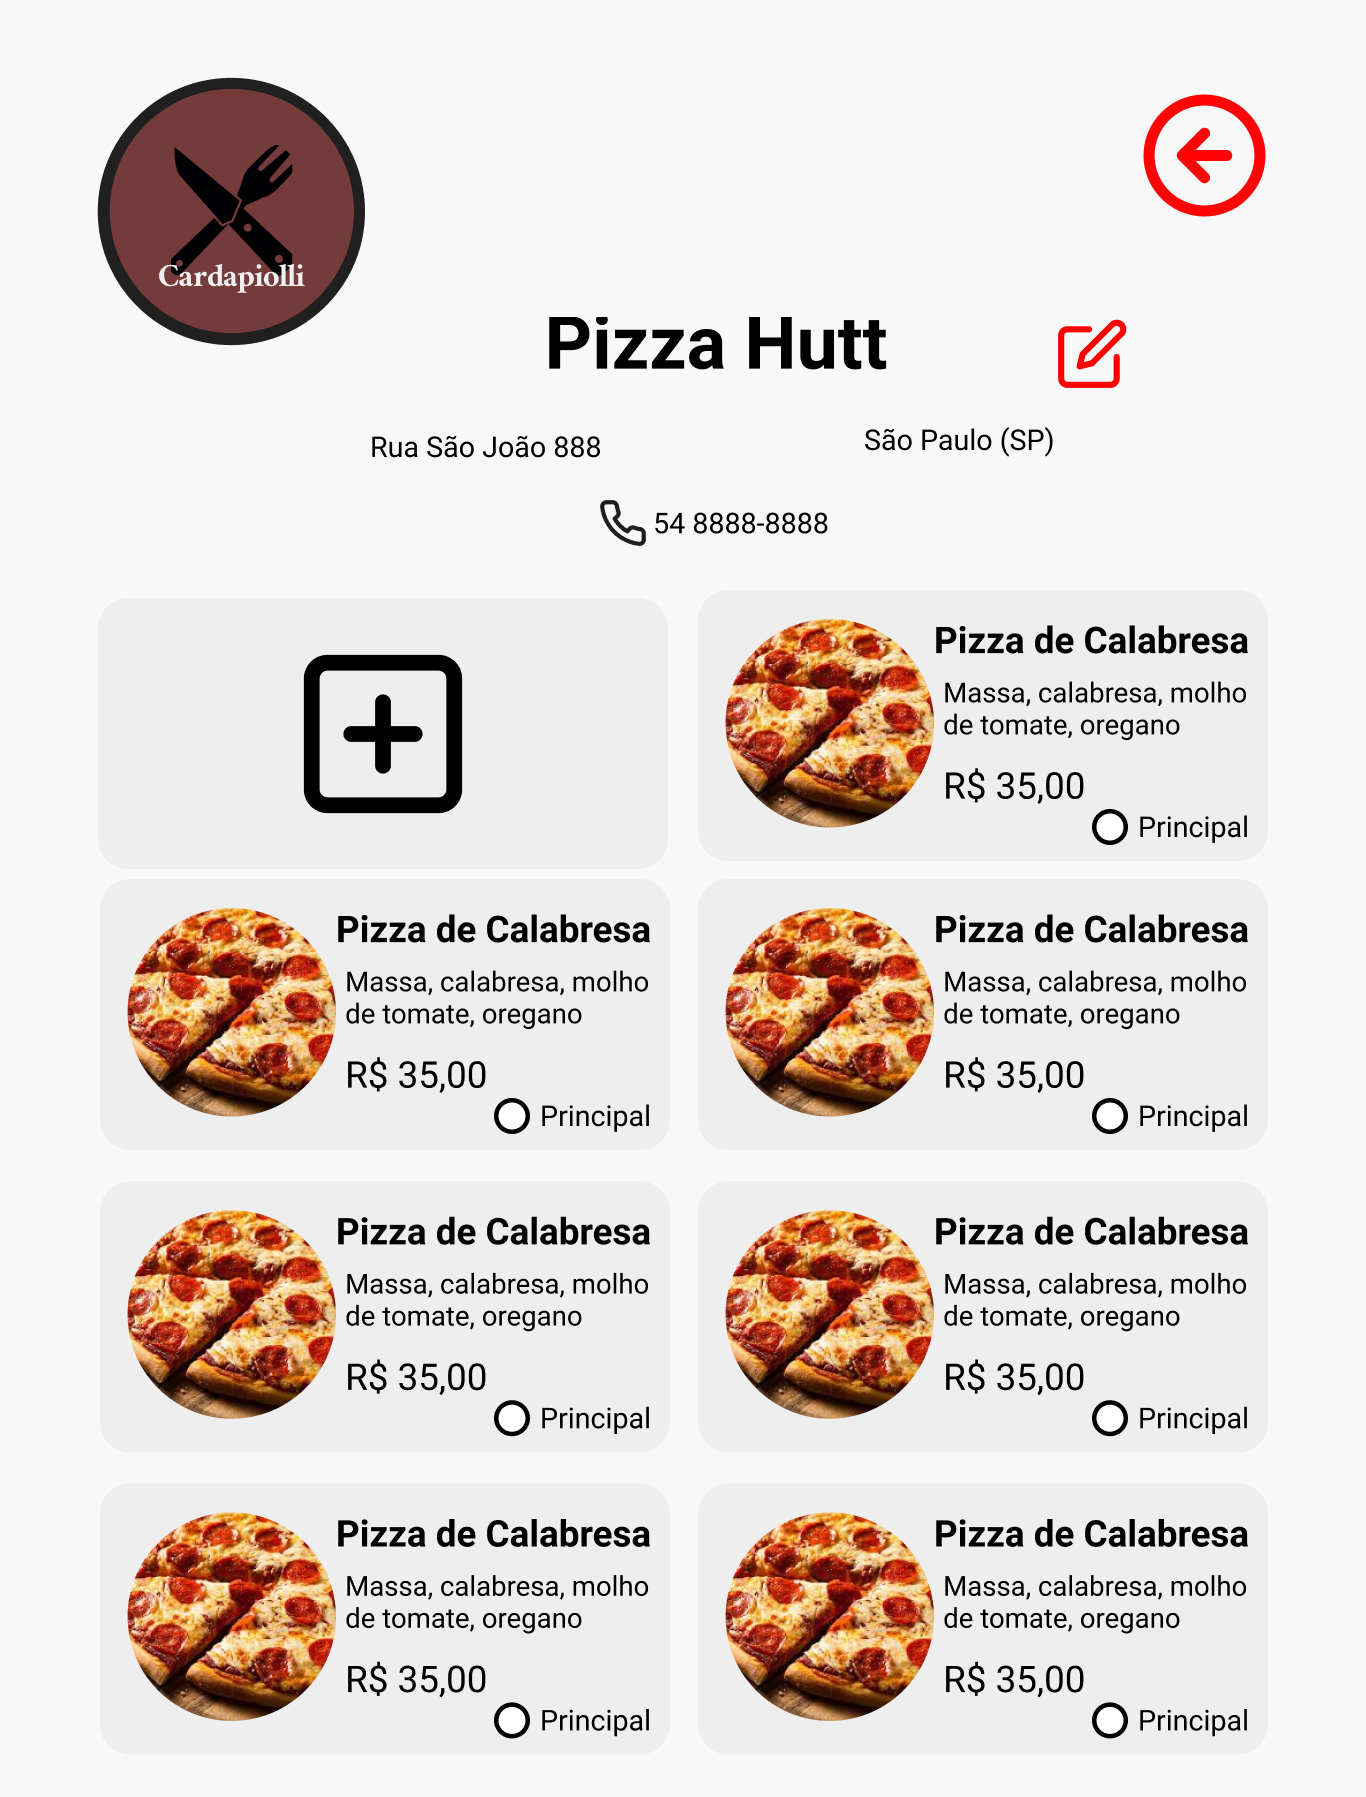 Cardapiolli
Pizza Hutt
Rua São João 888
São Paulo (SP)
54 8888-8888
Pizza de Calabresa
Massa, calabresa, molho
de tomate, oregano
R$ 35,00
Principal
Pizza de Calabresa
Massa, calabresa, molho
de tomate, oregano
R$ 35,00
Principal
Pizza de Calabresa
Massa, calabresa, molho
de tomate, oregano
R$ 35,00
Principal
Pizza de Calabresa
Massa, calabresa, molho
de tomate, oregano
R$ 35,00
Principal
Pizza de Calabresa
Massa, calabresa, molho
de tomate, oregano
R$ 35,00
Principal
Pizza de Calabresa
Massa, calabresa, molho
de tomate, oregano
R$ 35,00
Principal
Pizza de Calabresa
Massa, calabresa, molho
de tomate, oregano
R$ 35,00
Principal